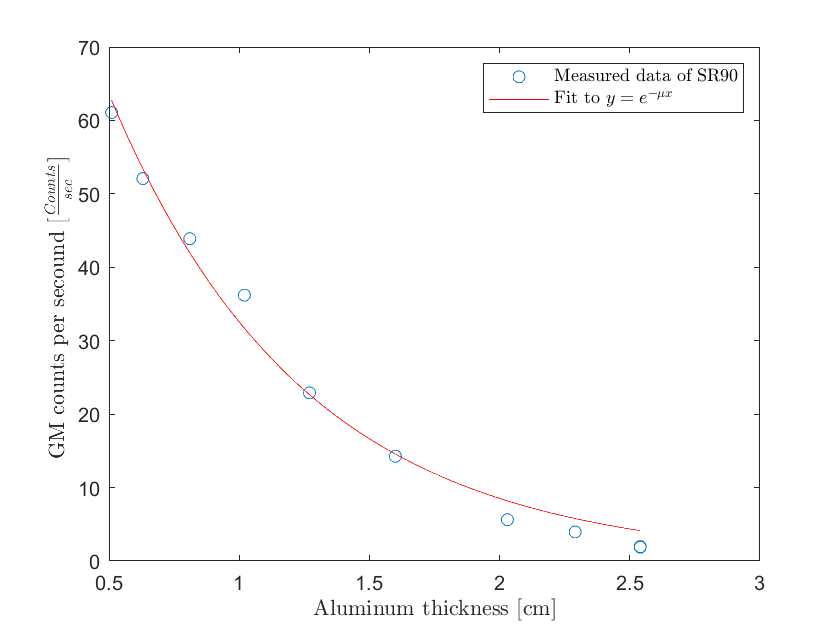 70
60
50
40
30
20
10
0
0.5 1 1.5 2 2.5 3
GM counts per secound [Counts/sec]
Aluminum thickness [cm]
Measured data of SR90
Fit to y = e^{-μx}